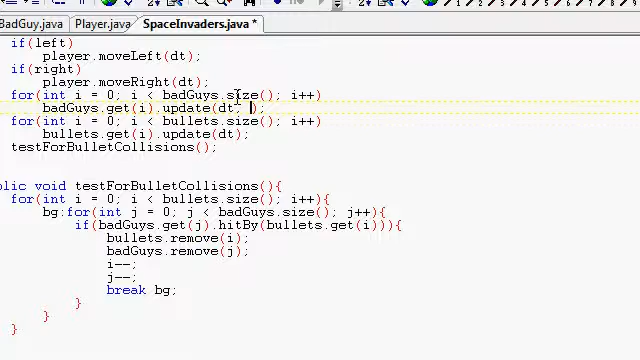 BadGuy.java Player.java SpaceInvaders.java *
if(left)
player.moveLeft(dt);
if(right)
player.moveRight(dt);
for(int i = 0; i < badGuys.size(); i++)
badGuys.get(i).update(dt, );
for(int i = 0; i < bullets.size(); i++)
bullets.get(i).update(dt);
testForBulletCollisions();
blic void testForBulletCollisions(){
for(int i = 0; i < bullets.size(); i++){
bg:for(int j = 0; j < badGuys.size(); j++){
if(badGuys.get(j).hitBy(bullets.get(i))){
bullets.remove(i);
badGuys.remove(j);
i--;
j--;
break bg;
}
}
}